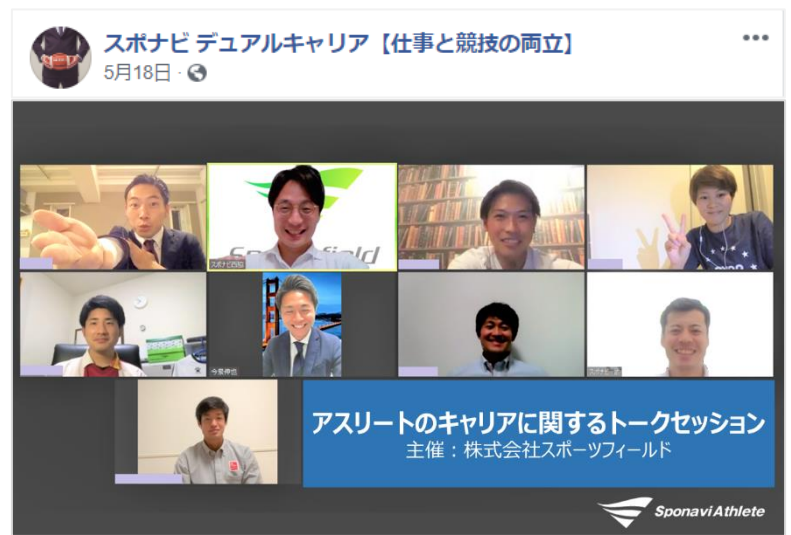 スポナビ デュアルキャリア【仕事と競技の両立】
5月18日
アスリートのキャリアに関するトークセッション
主催：株式会社スポーツフィールド
Sponavi Athlete